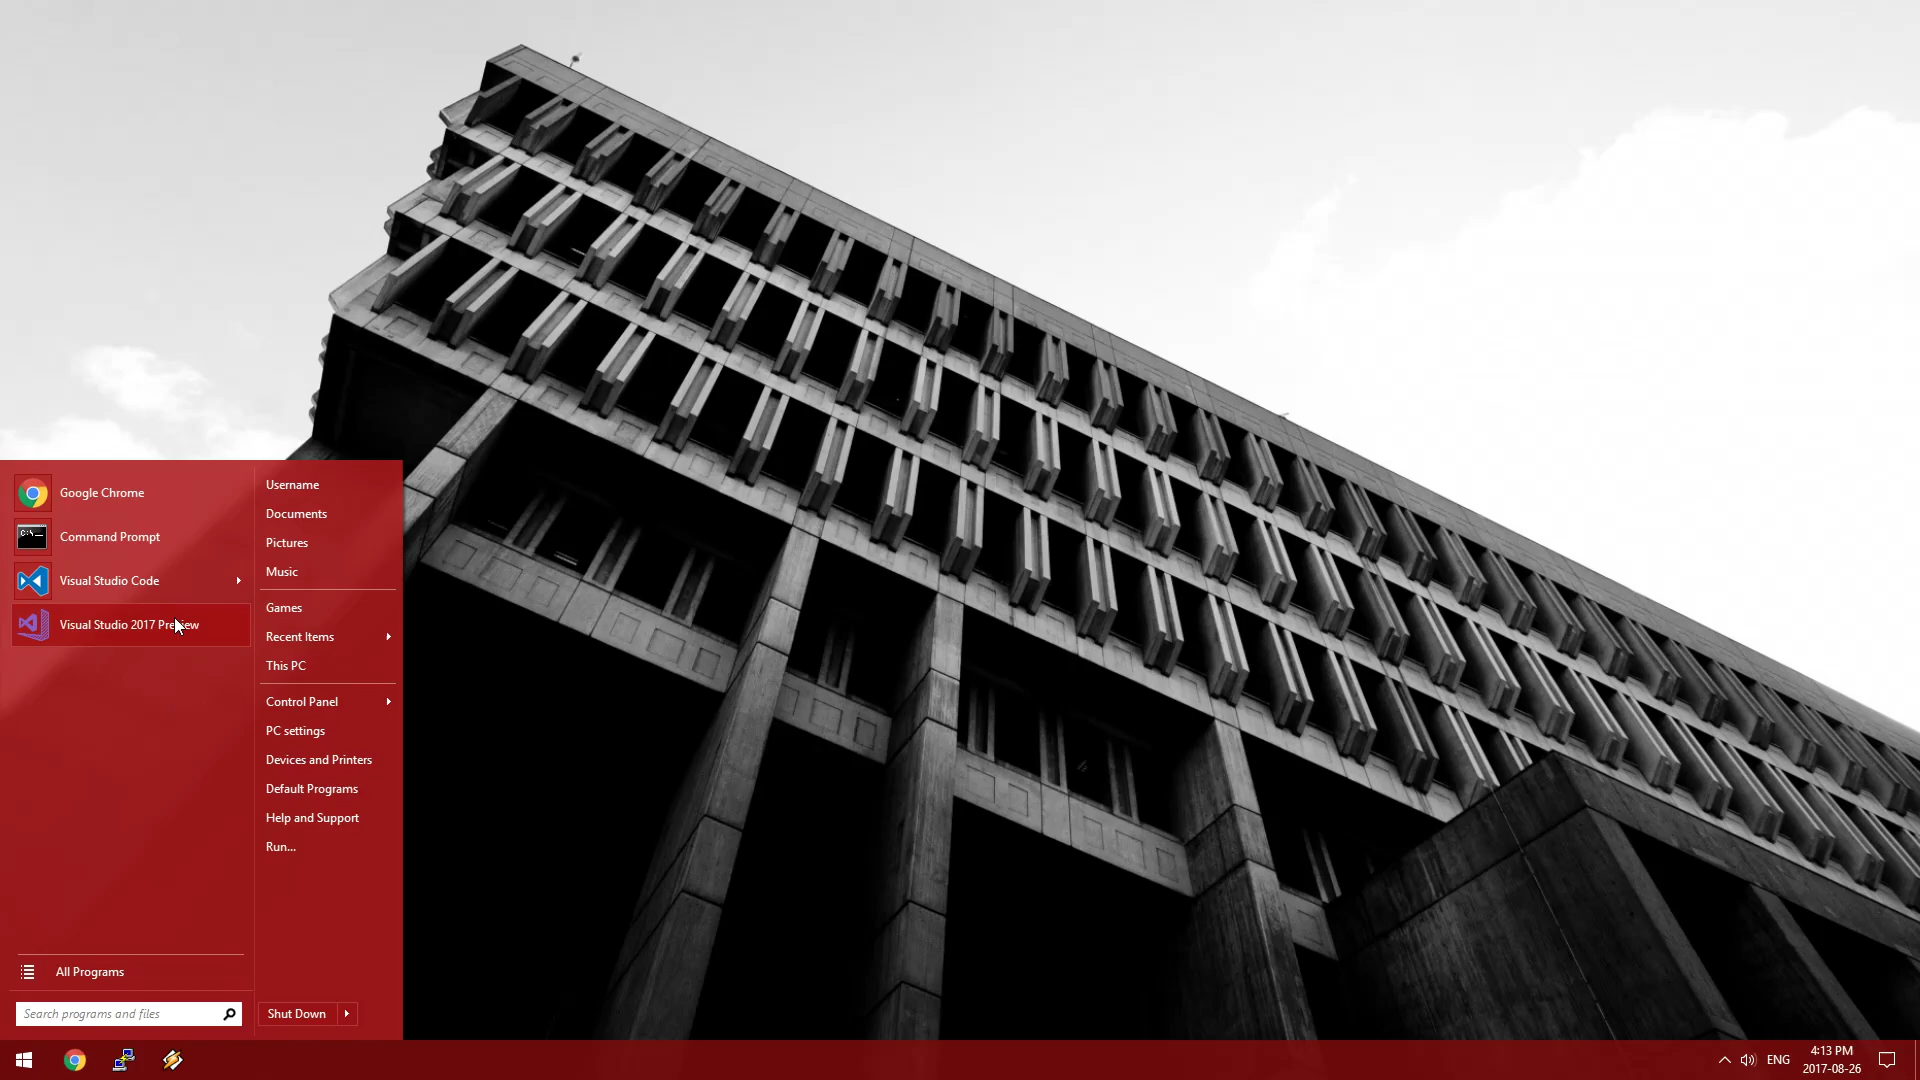 Google Chrome
Command Prompt
Visual Studio Code
Visual Studio 2017 Preview
All Programs
Search programs and files
Username
Documents
Pictures
Music
Games
Recent Items
This PC
Control Panel
PC settings
Devices and Printers
Default Programs
Help and Support
Run...
Shut Down
ENG
4:13 PM
2017-08-26